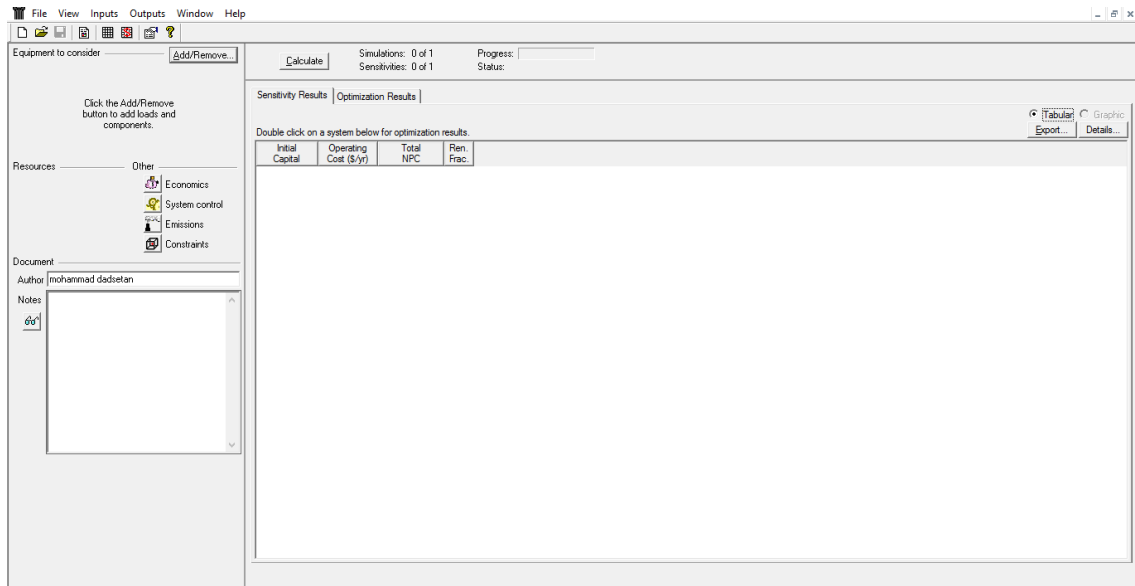 File View Inputs Outputs Window Help
Equipment to consider
Add/Remove...
Click the Add/Remove
button to add loads and
components.
Resources
Other
Economics
System control
Emissions
Constraints
Document
Author mohammad dadsetan
Notes
Calculate
Simulations: 0 of 1
Sensitivities: 0 of 1
Progress:
Status:
Sensitivity Results
Optimization Results
Tabular
Graphic
Double click on a system below for optimization results.
Export...
Details...
Initial
Capital
Operating
Cost ($/yr)
Total
NPC
Ren.
Frac.